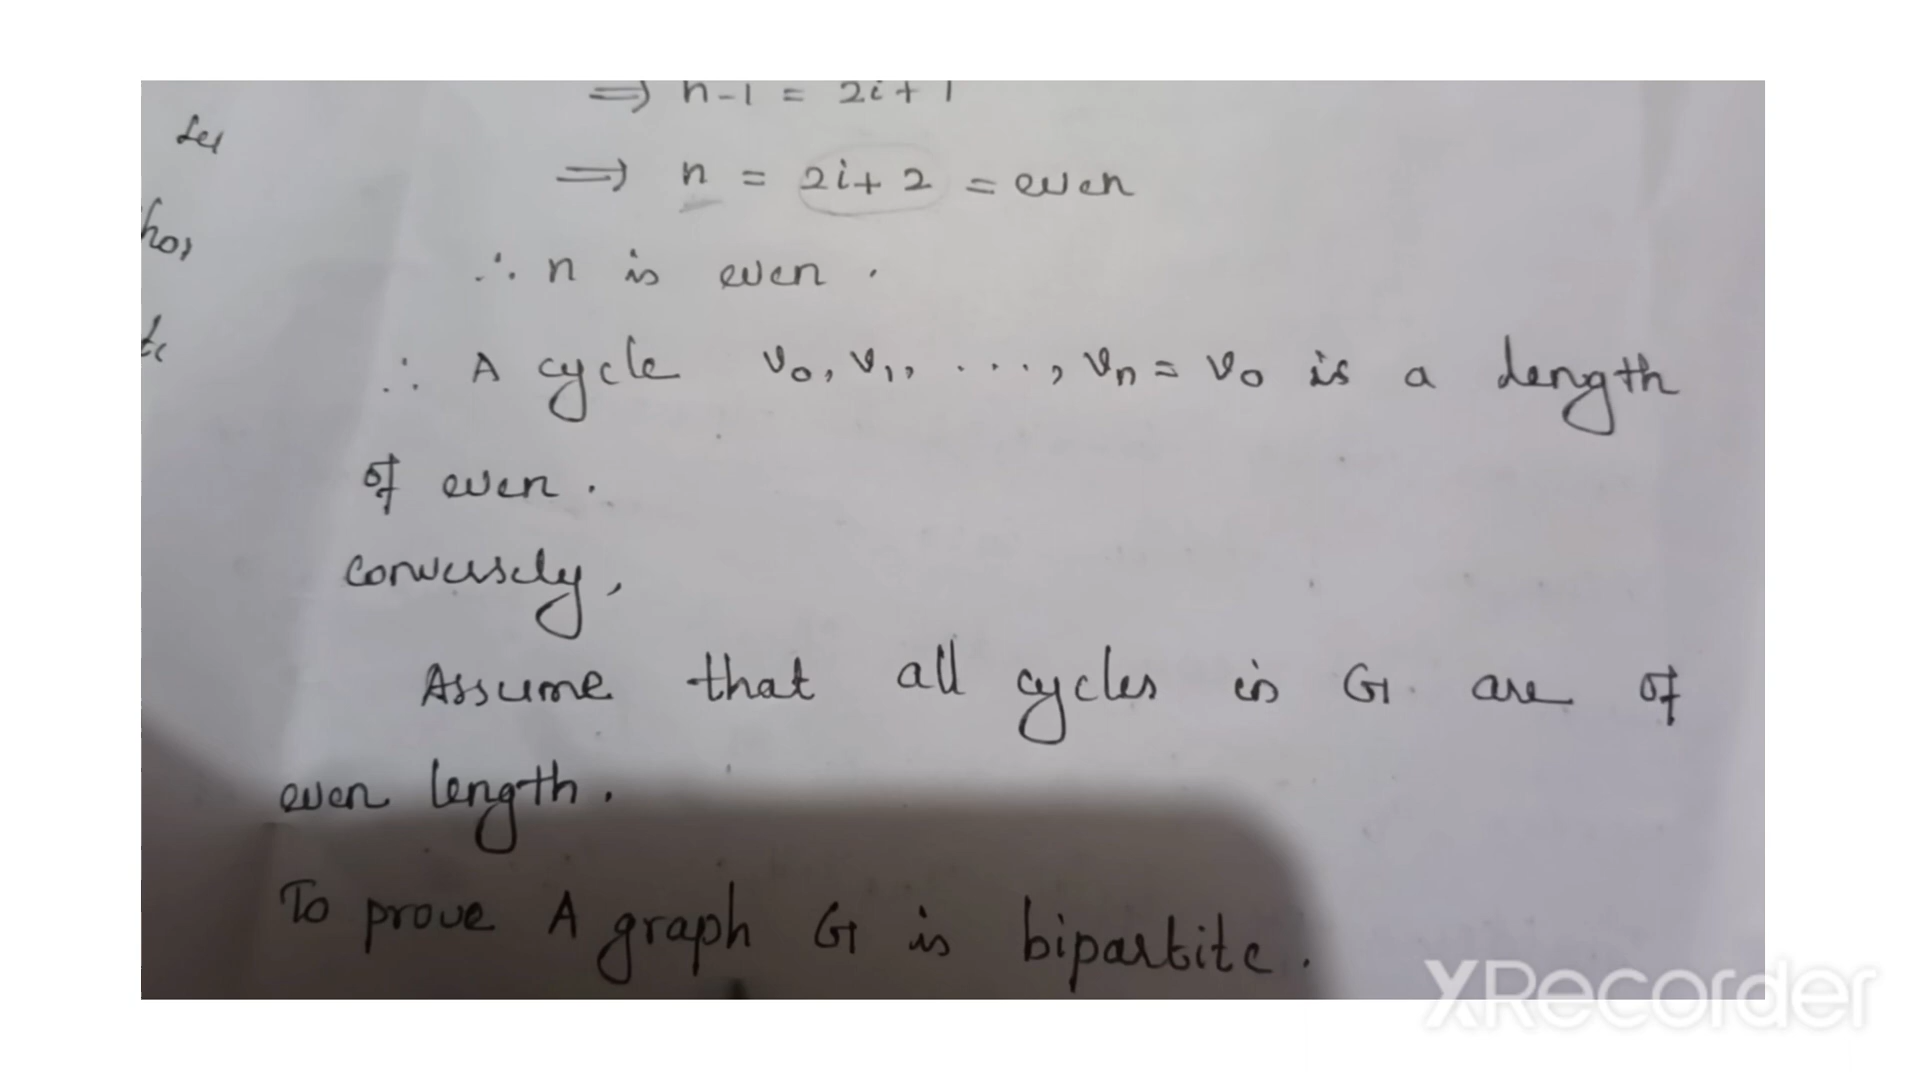 ⇒ n-1 = 2i+1
⇒ n = 2i+2 = even
∴ n is even.
∴ A cycle v₀, v₁, ...., vₙ = v₀ is a length
of even.
conversely,
Assume that all cycles in G are of
even length.
To prove A graph G is bipartite.
XRecorder